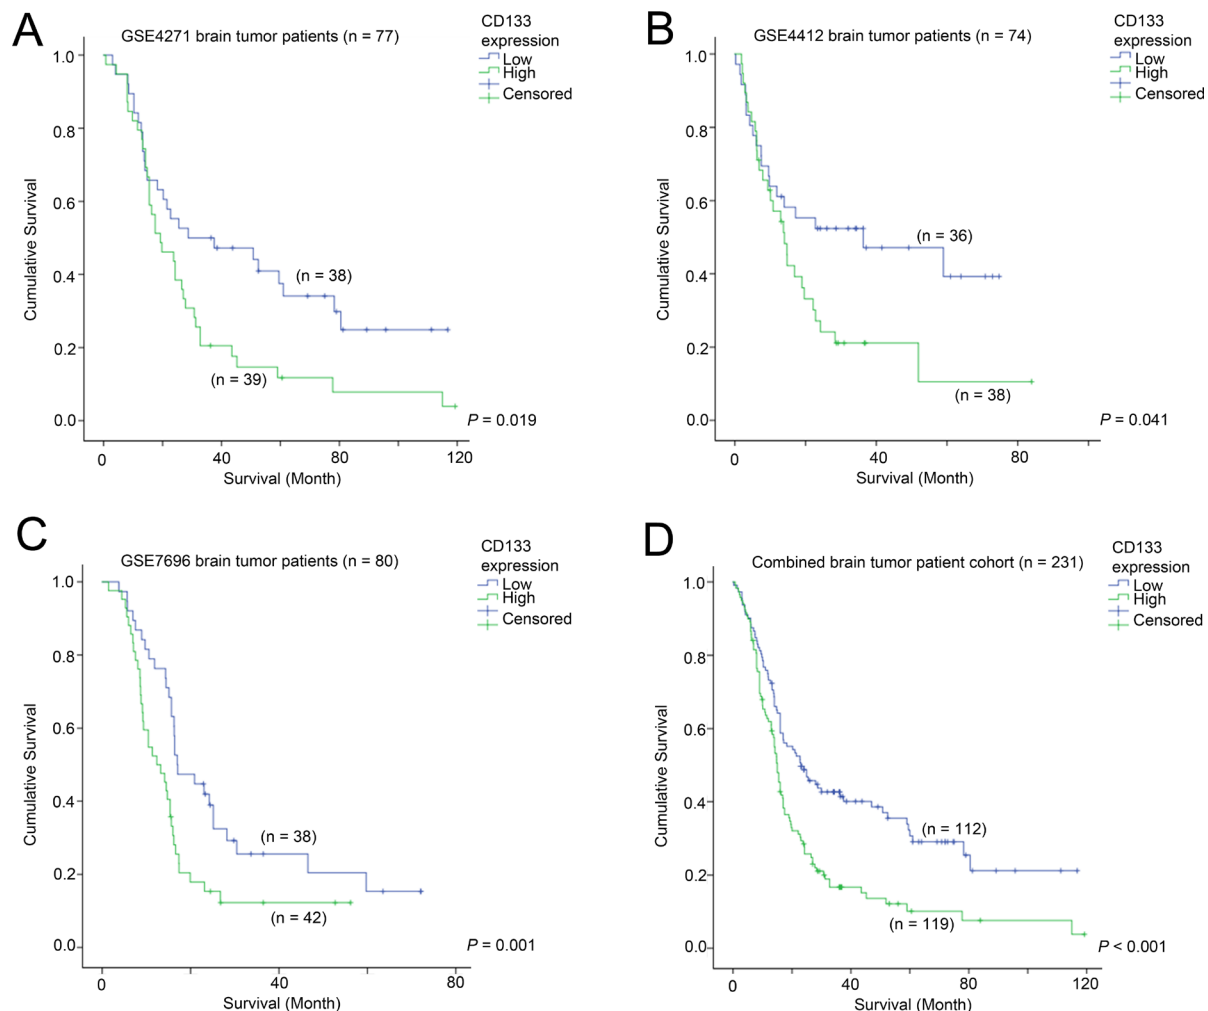 A
GSE4271 brain tumor patients (n = 77)
CD133
expression
Low
High
Censored
1.0
0.8
0.6
0.4
0.2
0.0
Cumulative Survival
(n = 38)
(n = 39)
P = 0.019
0 40 80 120
Survival (Month)
B
GSE4412 brain tumor patients (n = 74)
CD133
expression
Low
High
Censored
1.0
0.8
0.6
0.4
0.2
0.0
Cumulative Survival
(n = 36)
(n = 38)
P = 0.041
0 40 80
Survival (Month)
C
GSE7696 brain tumor patients (n = 80)
CD133
expression
Low
High
Censored
1.0
0.8
0.6
0.4
0.2
0.0
Cumulative Survival
(n = 38)
(n = 42)
P = 0.001
0 40 80
Survival (Month)
D
Combined brain tumor patient cohort (n = 231)
CD133
expression
Low
High
Censored
1.0
0.8
0.6
0.4
0.2
0.0
Cumulative Survival
(n = 112)
(n = 119)
P < 0.001
0 40 80 120
Survival (Month)